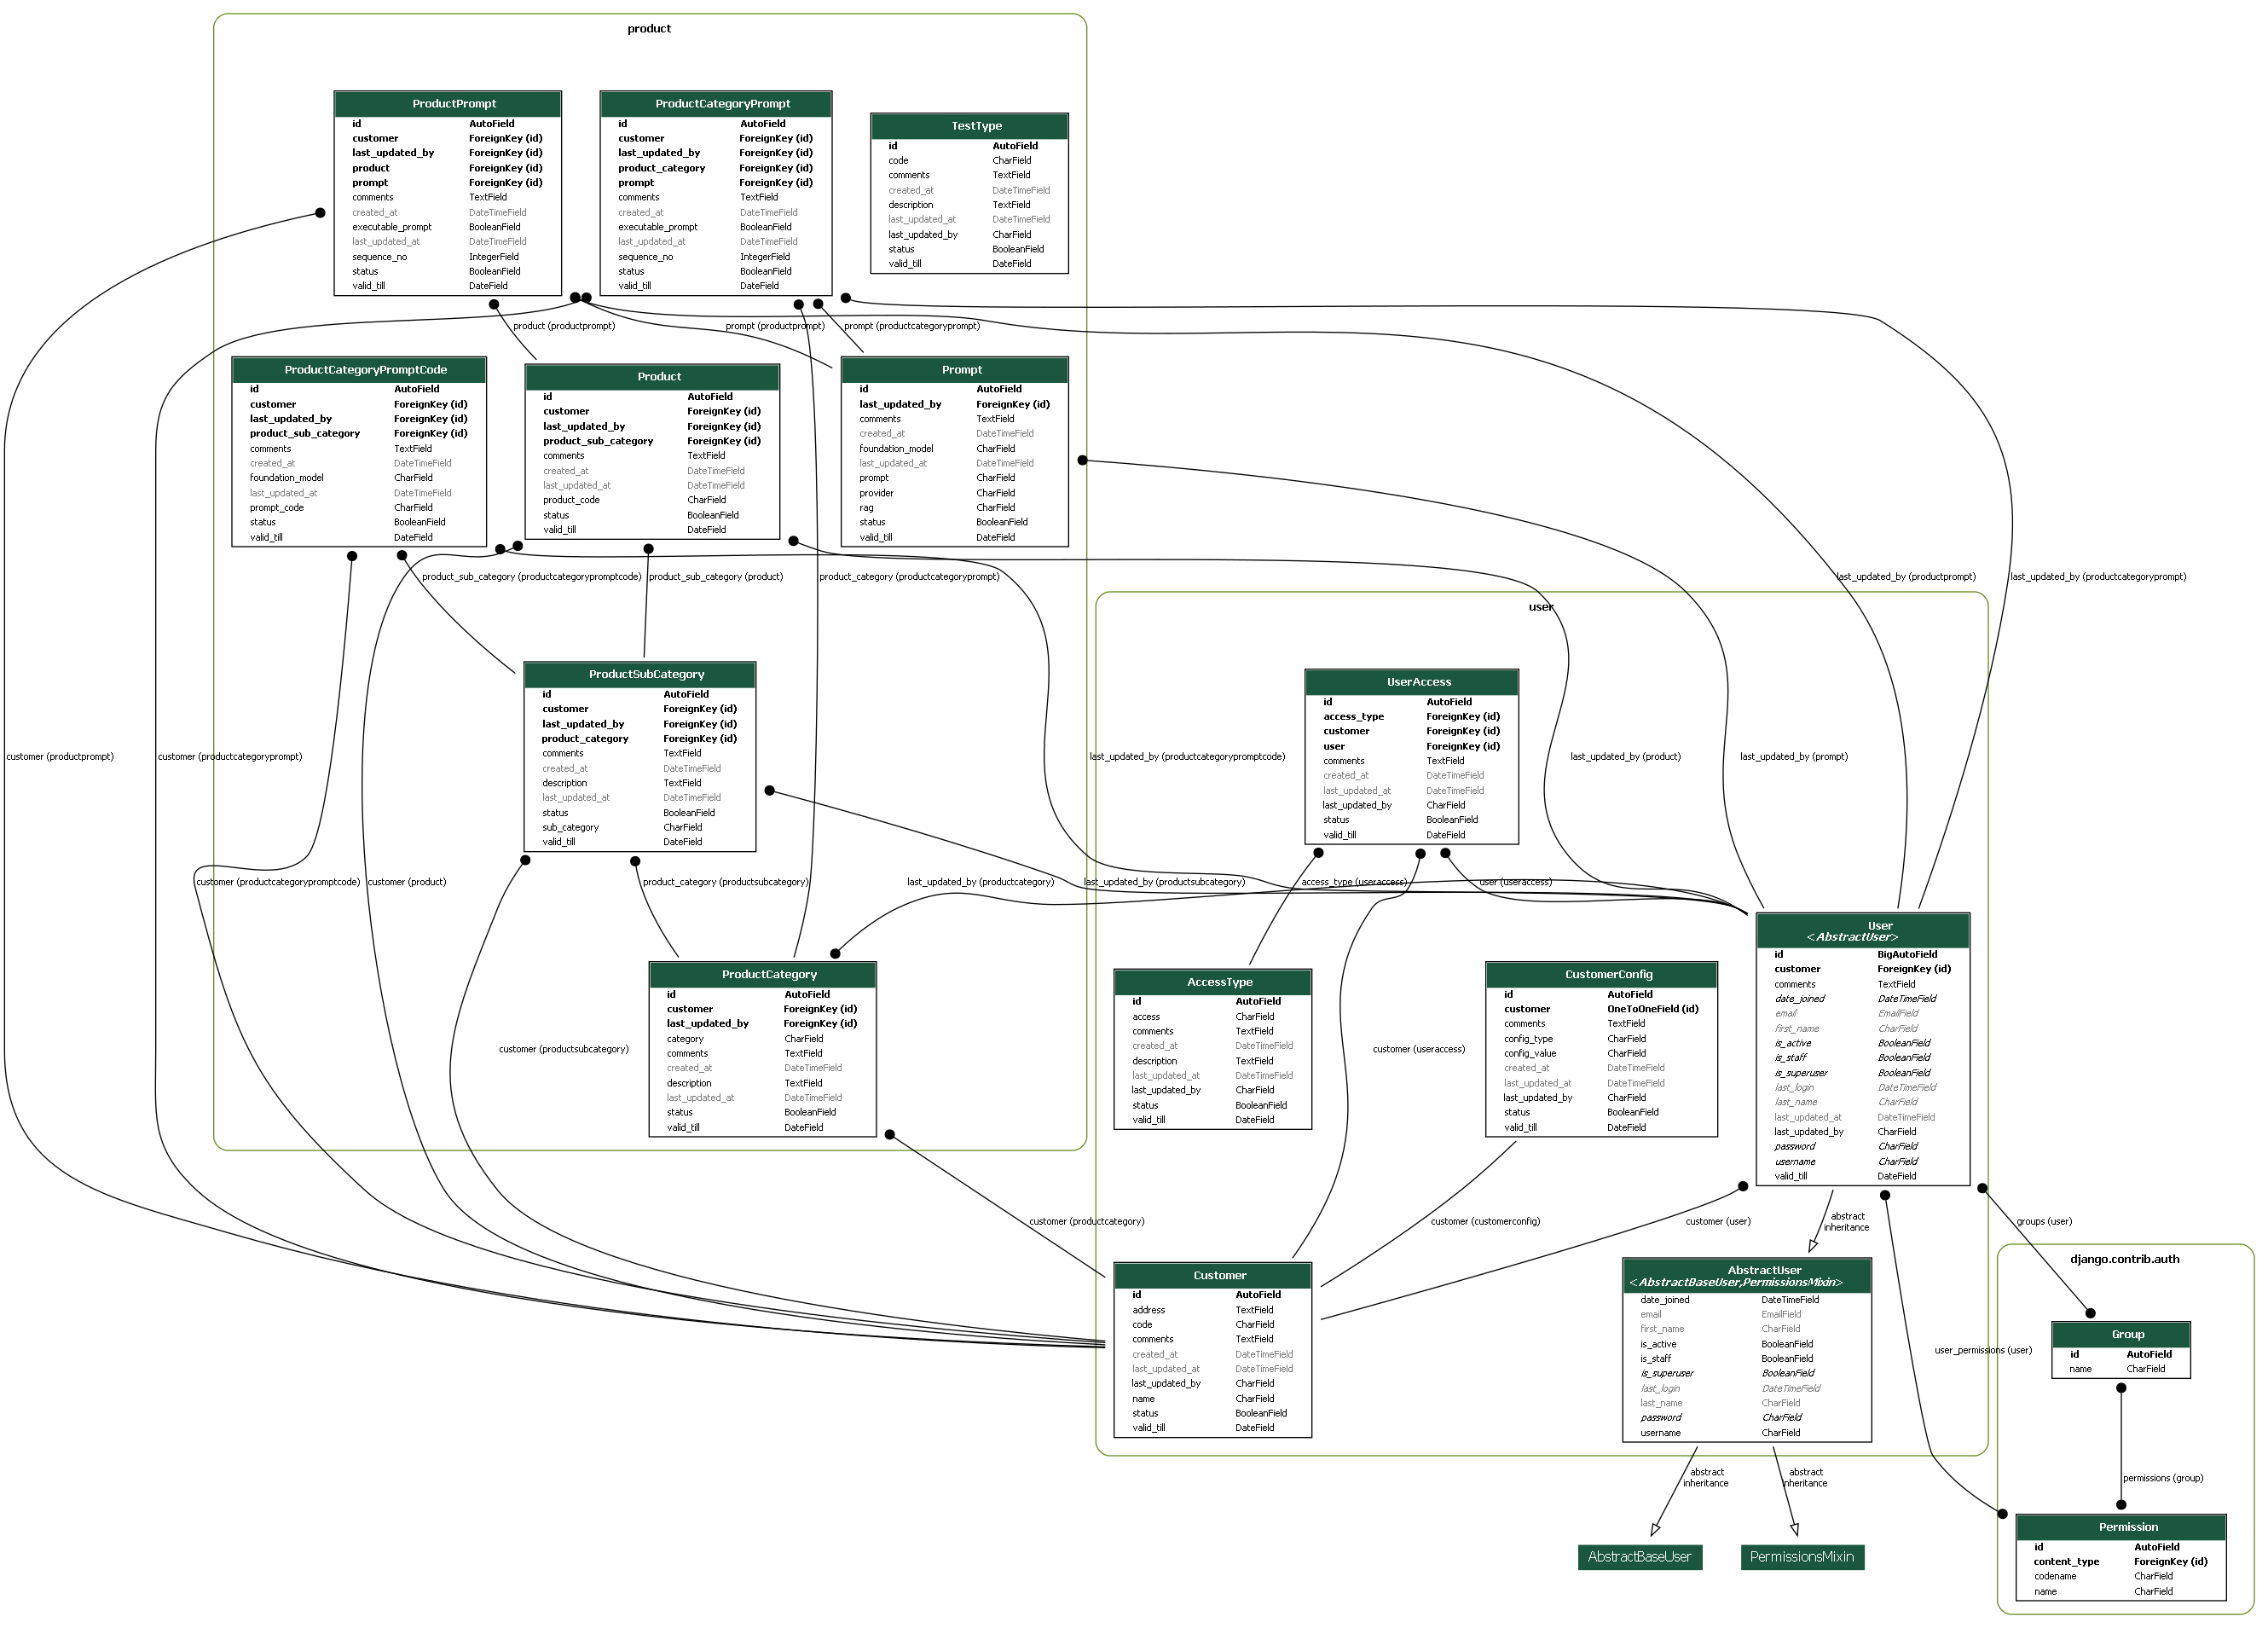 product
ProductPrompt
id AutoField
customer ForeignKey (id)
last_updated_by ForeignKey (id)
product ForeignKey (id)
prompt ForeignKey (id)
comments TextField
created_at DateTimeField
executable_prompt BooleanField
last_updated_at DateTimeField
sequence_no IntegerField
status BooleanField
valid_till DateField
ProductCategoryPrompt
id AutoField
customer ForeignKey (id)
last_updated_by ForeignKey (id)
product_category ForeignKey (id)
prompt ForeignKey (id)
comments TextField
created_at DateTimeField
executable_prompt BooleanField
last_updated_at DateTimeField
sequence_no IntegerField
status BooleanField
valid_till DateField
TestType
id AutoField
code CharField
comments TextField
created_at DateTimeField
description TextField
last_updated_at DateTimeField
last_updated_by CharField
status BooleanField
valid_till DateField
product (productprompt)
prompt (productprompt)
prompt (productcategoryprompt)
ProductCategoryPromptCode
id AutoField
customer ForeignKey (id)
last_updated_by ForeignKey (id)
product_sub_category ForeignKey (id)
comments TextField
created_at DateTimeField
foundation_model CharField
last_updated_at DateTimeField
prompt_code CharField
status BooleanField
valid_till DateField
Product
id AutoField
customer ForeignKey (id)
last_updated_by ForeignKey (id)
product_sub_category ForeignKey (id)
comments TextField
created_at DateTimeField
last_updated_at DateTimeField
product_code CharField
status BooleanField
valid_till DateField
Prompt
id AutoField
last_updated_by ForeignKey (id)
comments TextField
created_at DateTimeField
foundation_model CharField
last_updated_at DateTimeField
prompt CharField
provider CharField
rag CharField
status BooleanField
valid_till DateField
product_sub_category (productcategorypromptcode)
product_sub_category (product)
product_category (productcategoryprompt)
last_updated_by (productprompt)
last_updated_by (productcategoryprompt)
user
ProductSubCategory
id AutoField
customer ForeignKey (id)
last_updated_by ForeignKey (id)
product_category ForeignKey (id)
comments TextField
created_at DateTimeField
description TextField
last_updated_at DateTimeField
status BooleanField
sub_category CharField
valid_till DateField
UserAccess
id AutoField
access_type ForeignKey (id)
customer ForeignKey (id)
user ForeignKey (id)
comments TextField
created_at DateTimeField
last_updated_at DateTimeField
last_updated_by CharField
status BooleanField
valid_till DateField
customer (productprompt)
customer (productcategoryprompt)
last_updated_by (productcategorypromptcode)
last_updated_by (product)
last_updated_by (prompt)
customer (productcategorypromptcode)
customer (product)
product_category (productsubcategory)
last_updated_by (productcategory)
last_updated_by (productsubcategory)
access_type (useraccess)
user (useraccess)
ProductCategory
id AutoField
customer ForeignKey (id)
last_updated_by ForeignKey (id)
category CharField
comments TextField
created_at DateTimeField
description TextField
last_updated_at DateTimeField
status BooleanField
valid_till DateField
AccessType
id AutoField
access CharField
comments TextField
created_at DateTimeField
description TextField
last_updated_at DateTimeField
last_updated_by CharField
status BooleanField
valid_till DateField
CustomerConfig
id AutoField
customer OneToOneField (id)
comments TextField
config_type CharField
config_value CharField
created_at DateTimeField
last_updated_at DateTimeField
last_updated_by CharField
status BooleanField
valid_till DateField
User
<AbstractUser>
id BigAutoField
customer ForeignKey (id)
comments TextField
date_joined DateTimeField
email EmailField
first_name CharField
is_active BooleanField
is_staff BooleanField
is_superuser BooleanField
last_login DateTimeField
last_name CharField
last_updated_at DateTimeField
last_updated_by CharField
password CharField
username CharField
valid_till DateField
customer (productsubcategory)
customer (useraccess)
customer (productcategory)
customer (customerconfig)
customer (user)
abstract
inheritance
groups (user)
Customer
id AutoField
address TextField
code CharField
comments TextField
created_at DateTimeField
last_updated_at DateTimeField
last_updated_by CharField
name CharField
status BooleanField
valid_till DateField
AbstractUser
<AbstractBaseUser,PermissionsMixin>
date_joined DateTimeField
email EmailField
first_name CharField
is_active BooleanField
is_staff BooleanField
is_superuser BooleanField
last_login DateTimeField
last_name CharField
password CharField
username CharField
django.contrib.auth
Group
id AutoField
name CharField
user_permissions (user)
abstract
inheritance
abstract
inheritance
permissions (group)
AbstractBaseUser
PermissionsMixin
Permission
id AutoField
content_type ForeignKey (id)
codename CharField
name CharField